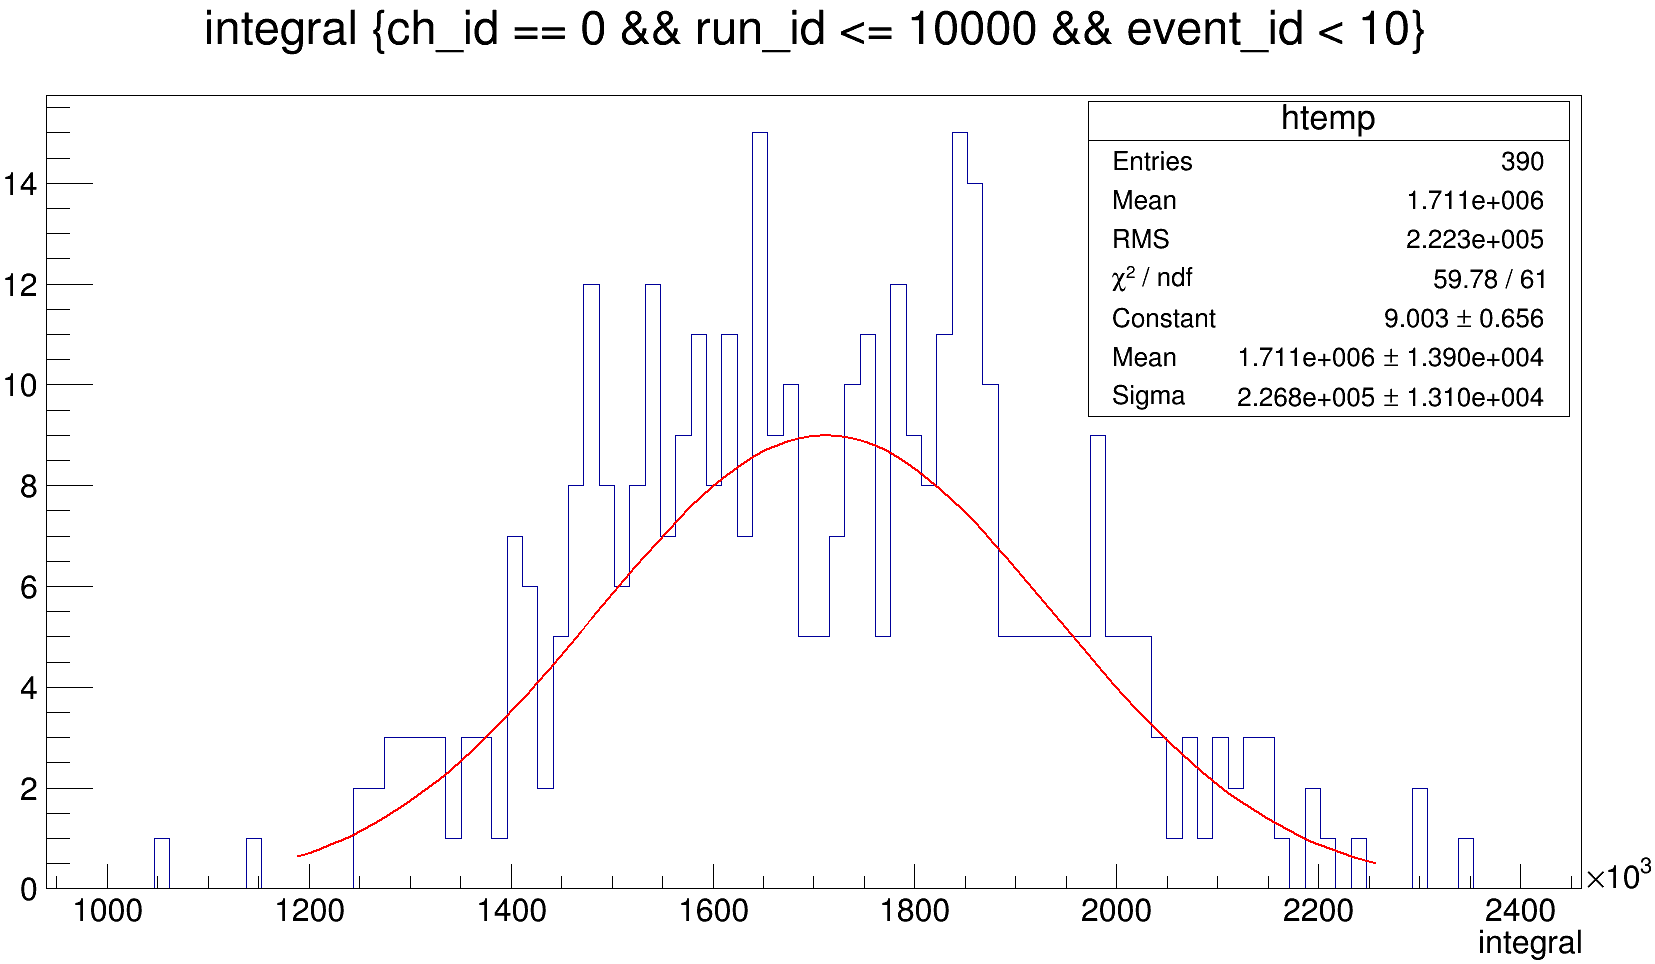 integral {ch_id == 0 && run_id <= 10000 && event_id < 10}
htemp
Entries 390
Mean 1.711e+006
RMS 2.223e+005
χ² / ndf 59.78 / 61
Constant 9.003 ± 0.656
Mean 1.711e+006 ± 1.390e+004
Sigma 2.268e+005 ± 1.310e+004
14
12
10
8
6
4
2
0
1000 1200 1400 1600 1800 2000 2200 2400 ×10³
integral